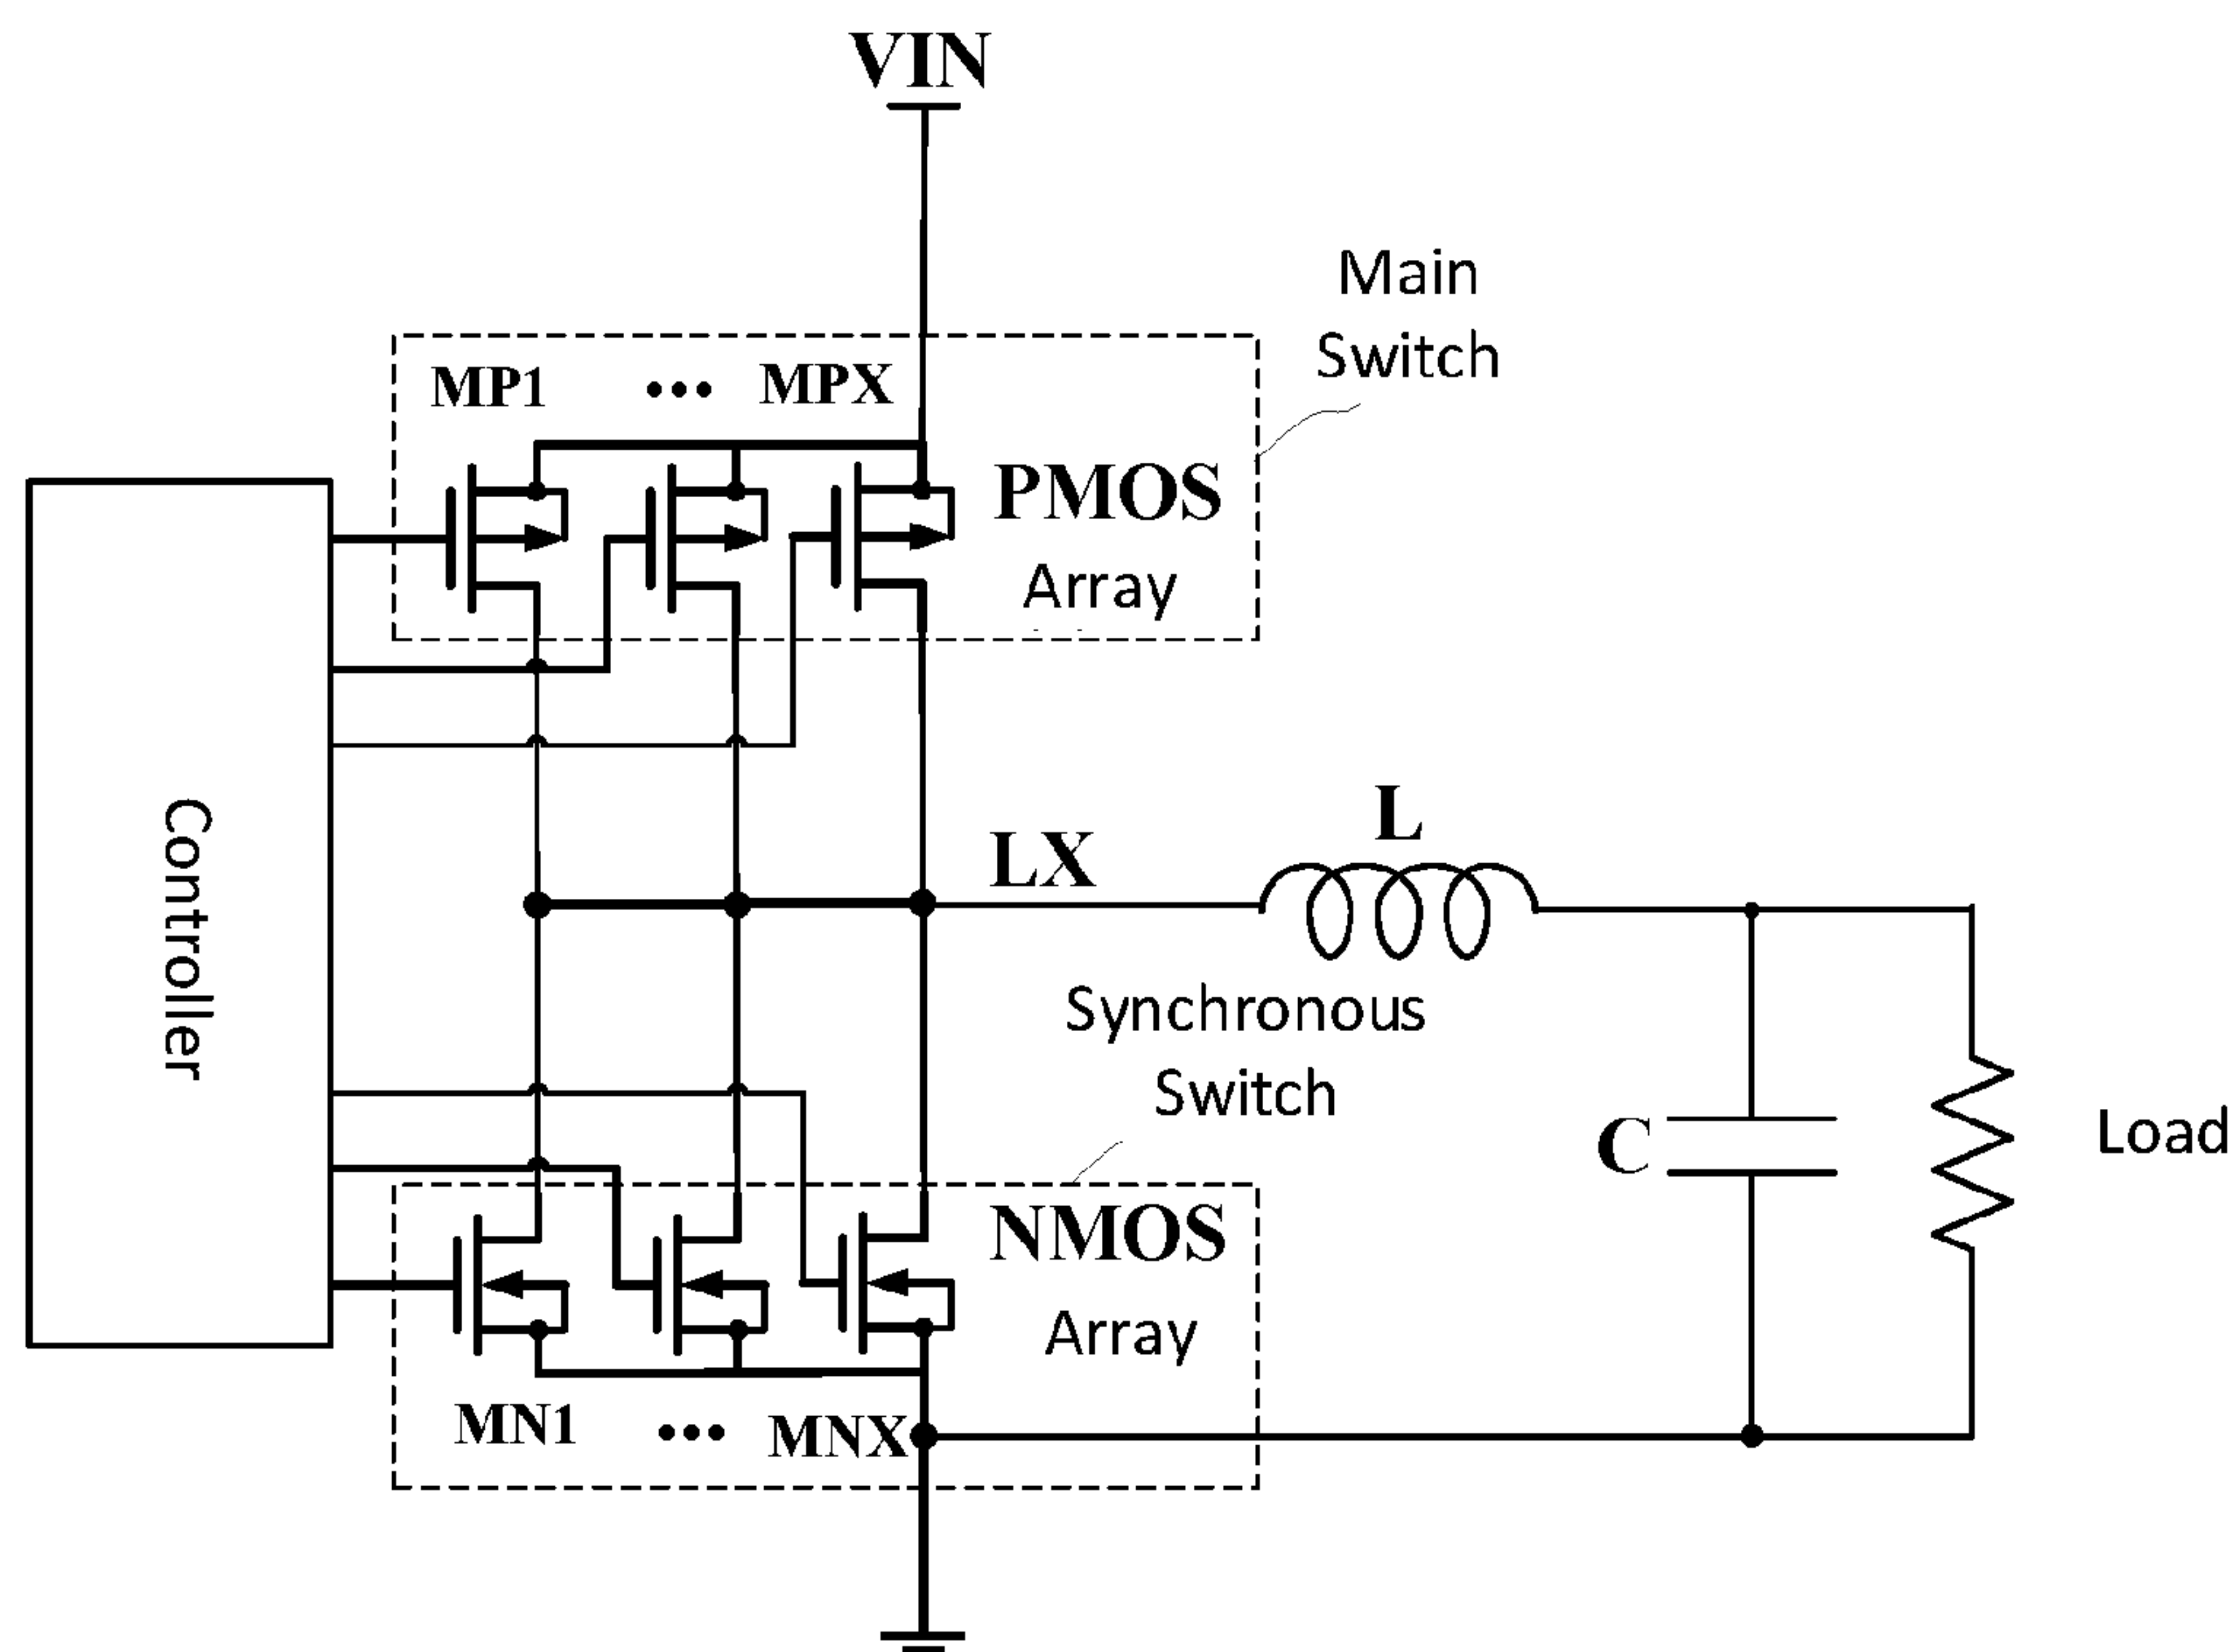 VIN
Main
Switch
MP1 ••• MPX
PMOS
Array
Controller
LX
L
Synchronous
Switch
C
Load
NMOS
Array
MN1 ••• MNX